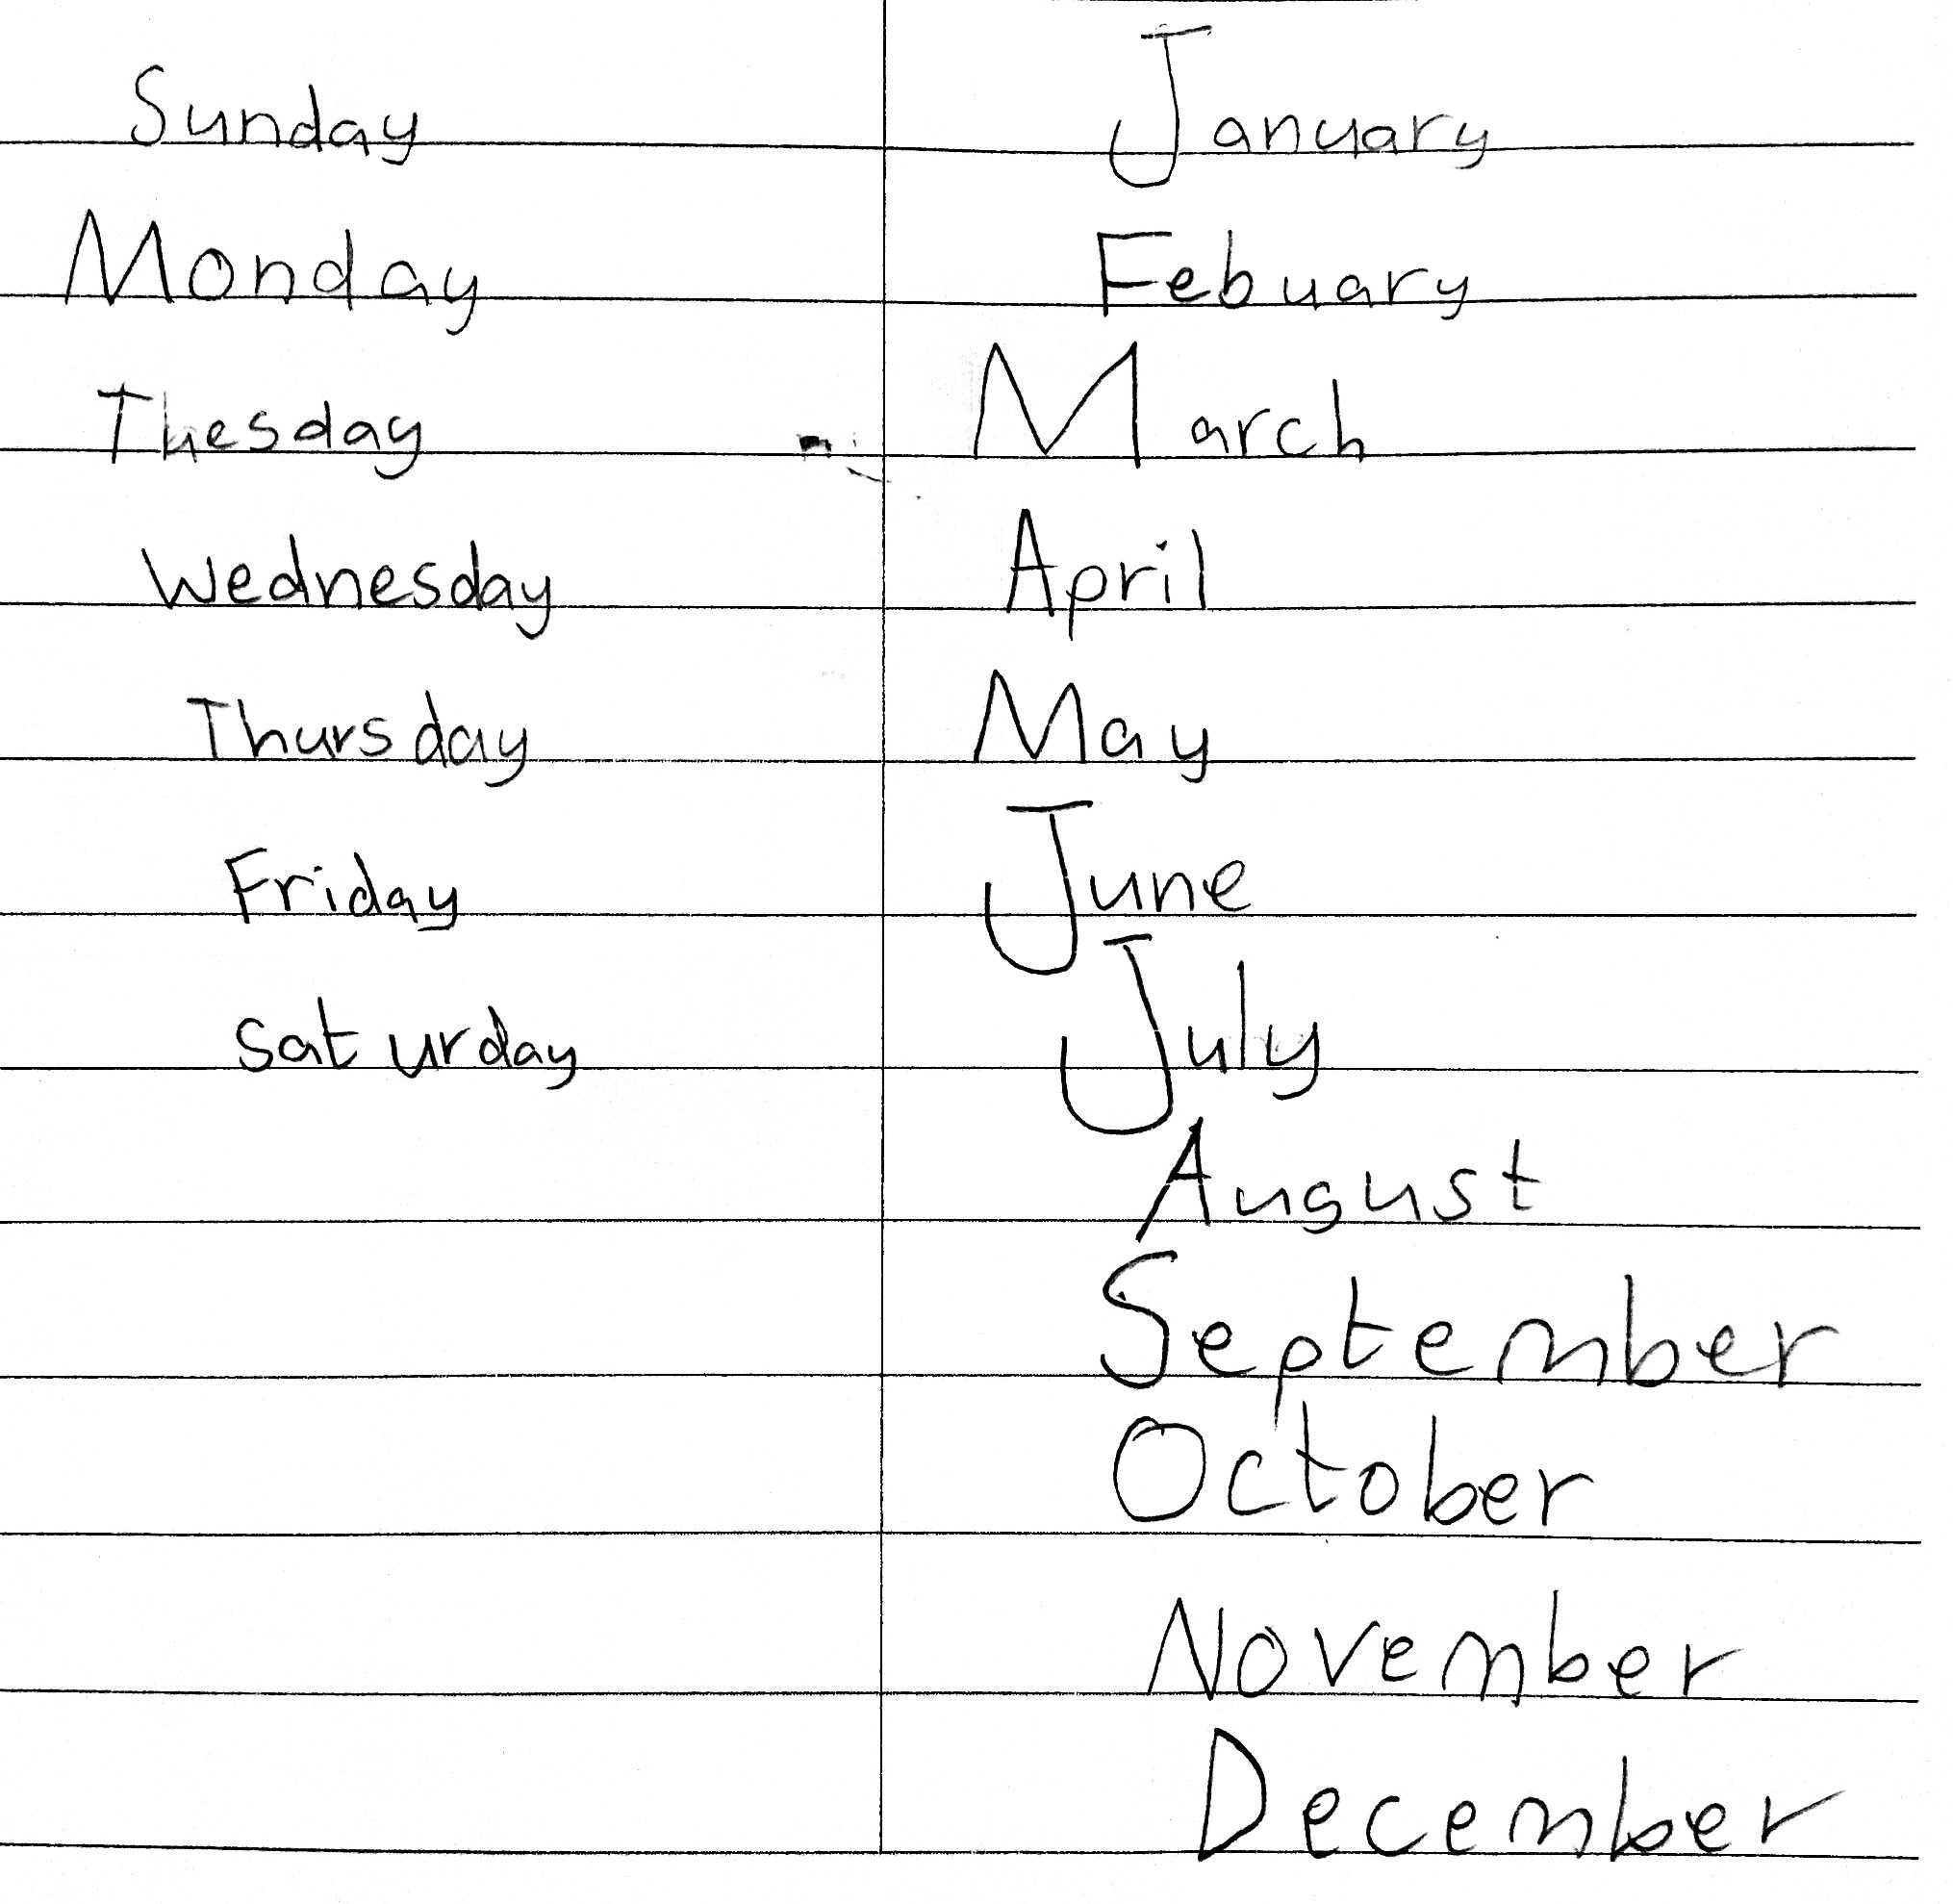 Sunday January
Monday Febuary
Tuesday March
Wednesday April
Thursday May
Friday June
Saturday July
August
September
October
November
December